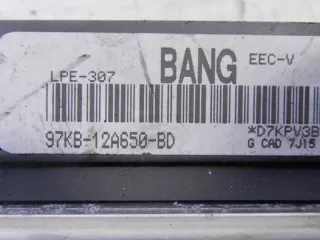 LPE-307 BANG EEC-V
97KB-12A650-BD *D7KPV3B
G CAD 7J15